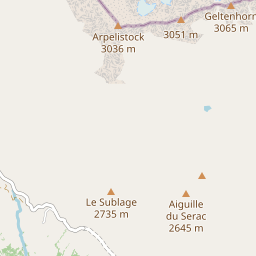 Geltenhorn
3065 m
3051 m
Arpelistock
3036 m
Le Sublage
2735 m
Aiguille
du Serac
2645 m